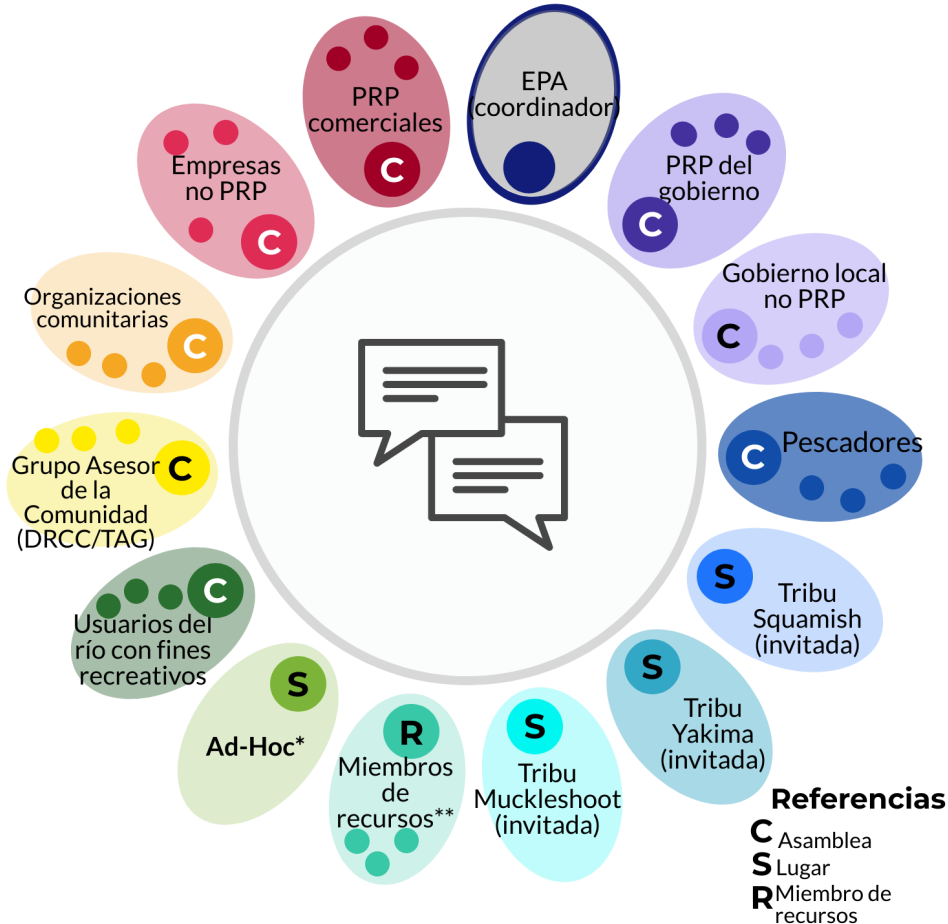 EPA
(coordinador)
C
PRP del
gobierno
C
Gobierno local
no PRP
C
Pescadores
C
S
Tribu
Squamish
(invitada)
S
Tribu
Yakima
(invitada)
S
Tribu
Muckleshoot
(invitada)
R
Miembros
de
recursos**
S
Ad-Hoc*
C
Usuarios del
río con fines
recreativos
Grupo Asesor
C
de la
Comunidad
(DRCC/TAG)
Organizaciones
comunitarias
C
Empresas
no PRP
C
PRP
comerciales
Referencias
C Asamblea
S Lugar
R Miembro de
recursos